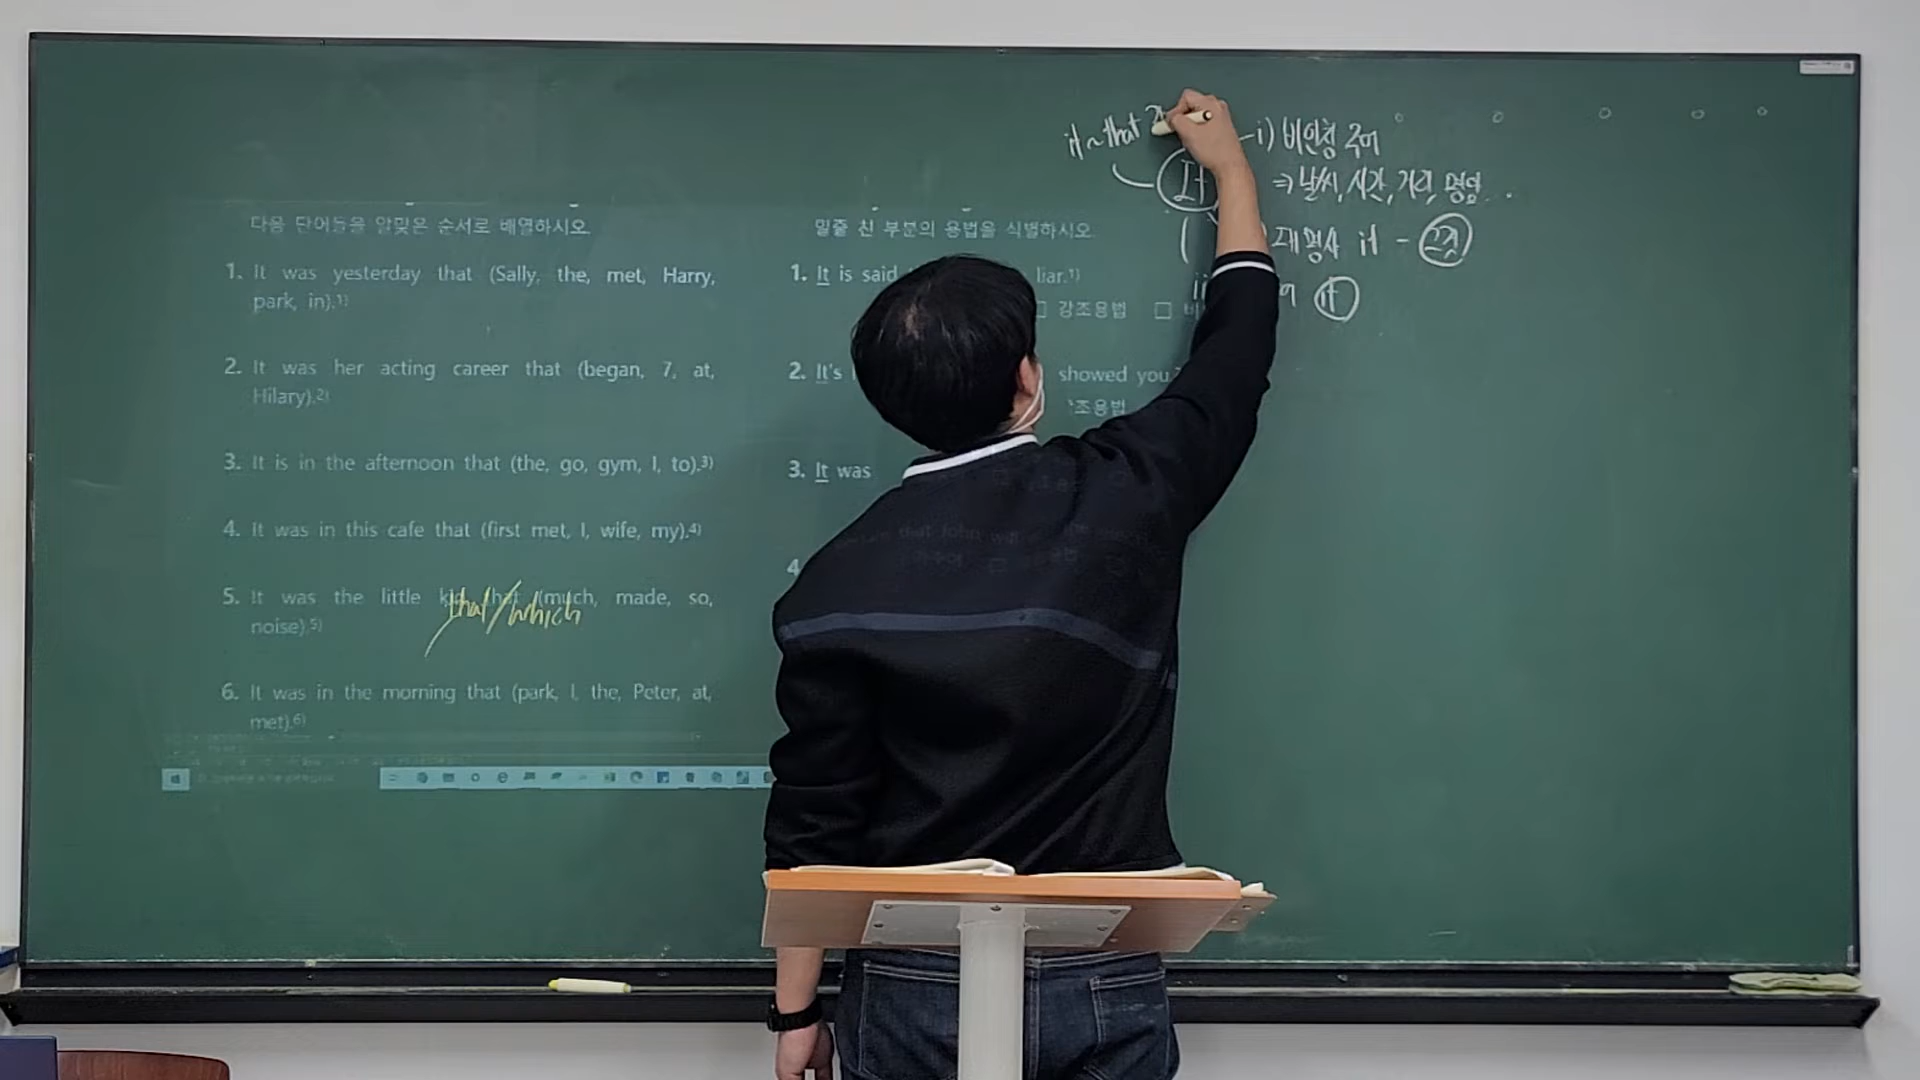 다음 단어들을 알맞은 순서로 배열하시오.
1. It was yesterday that (Sally, the, met, Harry,
park, in).1)
2. It was her acting career that (began, 7, at,
Hilary).2)
3. It is in the afternoon that (the, go, gym, I, to).3)
4. It was in this cafe that (first met, I, wife, my).4)
5. It was the little kid that (much, made, so,
noise).5)
that/which
6. It was in the morning that (park, I, the, Peter, at,
met).6)
밑줄 친 부분의 용법을 식별하시오.
1. It is said liar.1)
□ 강조용법 □
2. It's showed you.
조용법
3. It was
4
it ~ that
It
i) 비인칭 주어
⇒ 날씨, 시간, 거리, 명암
대명사 it -
it